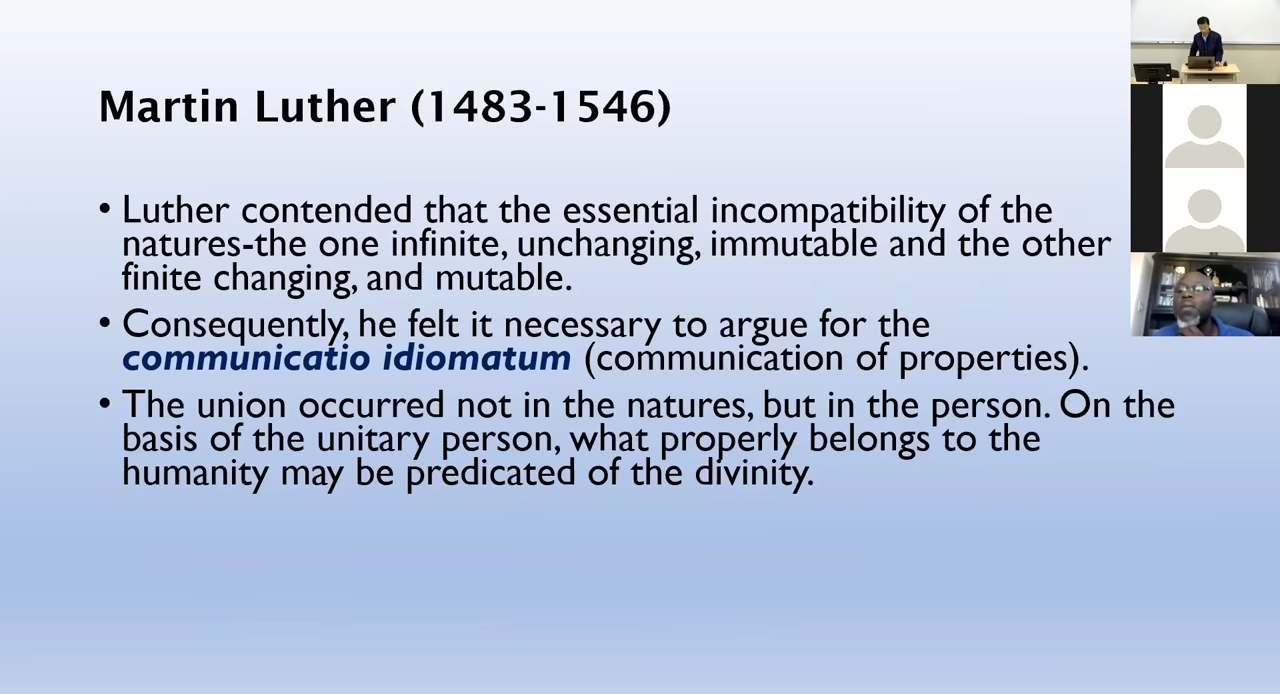 Martin Luther (1483-1546)
• Luther contended that the essential incompatibility of the
natures-the one infinite, unchanging, immutable and the other
finite changing, and mutable.
• Consequently, he felt it necessary to argue for the
communicatio idiomatum (communication of properties).
• The union occurred not in the natures, but in the person. On the
basis of the unitary person, what properly belongs to the
humanity may be predicated of the divinity.